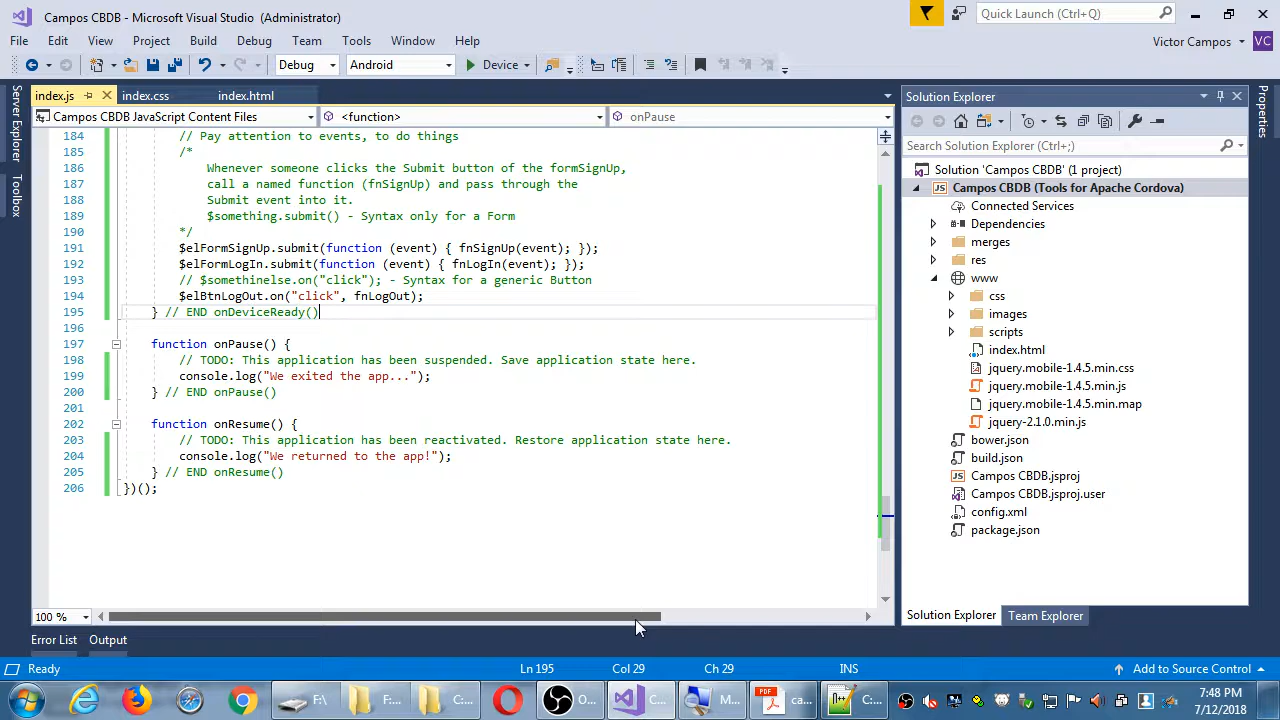 Campos CBDB - Microsoft Visual Studio (Administrator)
Quick Launch (Ctrl+Q)
File Edit View Project Build Debug Team Tools Window Help
Victor Campos VC
Debug Android Device
Server Explorer
Toolbox
index.js index.css index.html
Campos CBDB JavaScript Content Files <function> onPause
184 // Pay attention to events, to do things
185 /*
186 Whenever someone clicks the Submit button of the formSignUp,
187 call a named function (fnSignUp) and pass through the
188 Submit event into it.
189 $something.submit() - Syntax only for a Form
190 */
191 $elFormSignUp.submit(function (event) { fnSignUp(event); });
192 $elFormLogIn.submit(function (event) { fnLogIn(event); });
193 // $somethinelse.on("click"); - Syntax for a generic Button
194 $elBtnLogOut.on("click", fnLogOut);
195 } // END onDeviceReady()
196
197 function onPause() {
198 // TODO: This application has been suspended. Save application state here.
199 console.log("We exited the app...");
200 } // END onPause()
201
202 function onResume() {
203 // TODO: This application has been reactivated. Restore application state here.
204 console.log("We returned to the app!");
205 } // END onResume()
206 })();
100 %
Solution Explorer
Search Solution Explorer (Ctrl+;)
Solution 'Campos CBDB' (1 project)
JS Campos CBDB (Tools for Apache Cordova)
Connected Services
Dependencies
merges
res
www
css
images
scripts
index.html
jquery.mobile-1.4.5.min.css
jquery.mobile-1.4.5.min.js
jquery.mobile-1.4.5.min.map
jquery-2.1.0.min.js
bower.json
build.json
JS Campos CBDB.jsproj
Campos CBDB.jsproj.user
config.xml
package.json
Solution Explorer Team Explorer
Properties
Error List Output
Ready Ln 195 Col 29 Ch 29 INS Add to Source Control
F:\ F:... C:... O... C... M... PDF ca... C:...
7:48 PM
7/12/2018